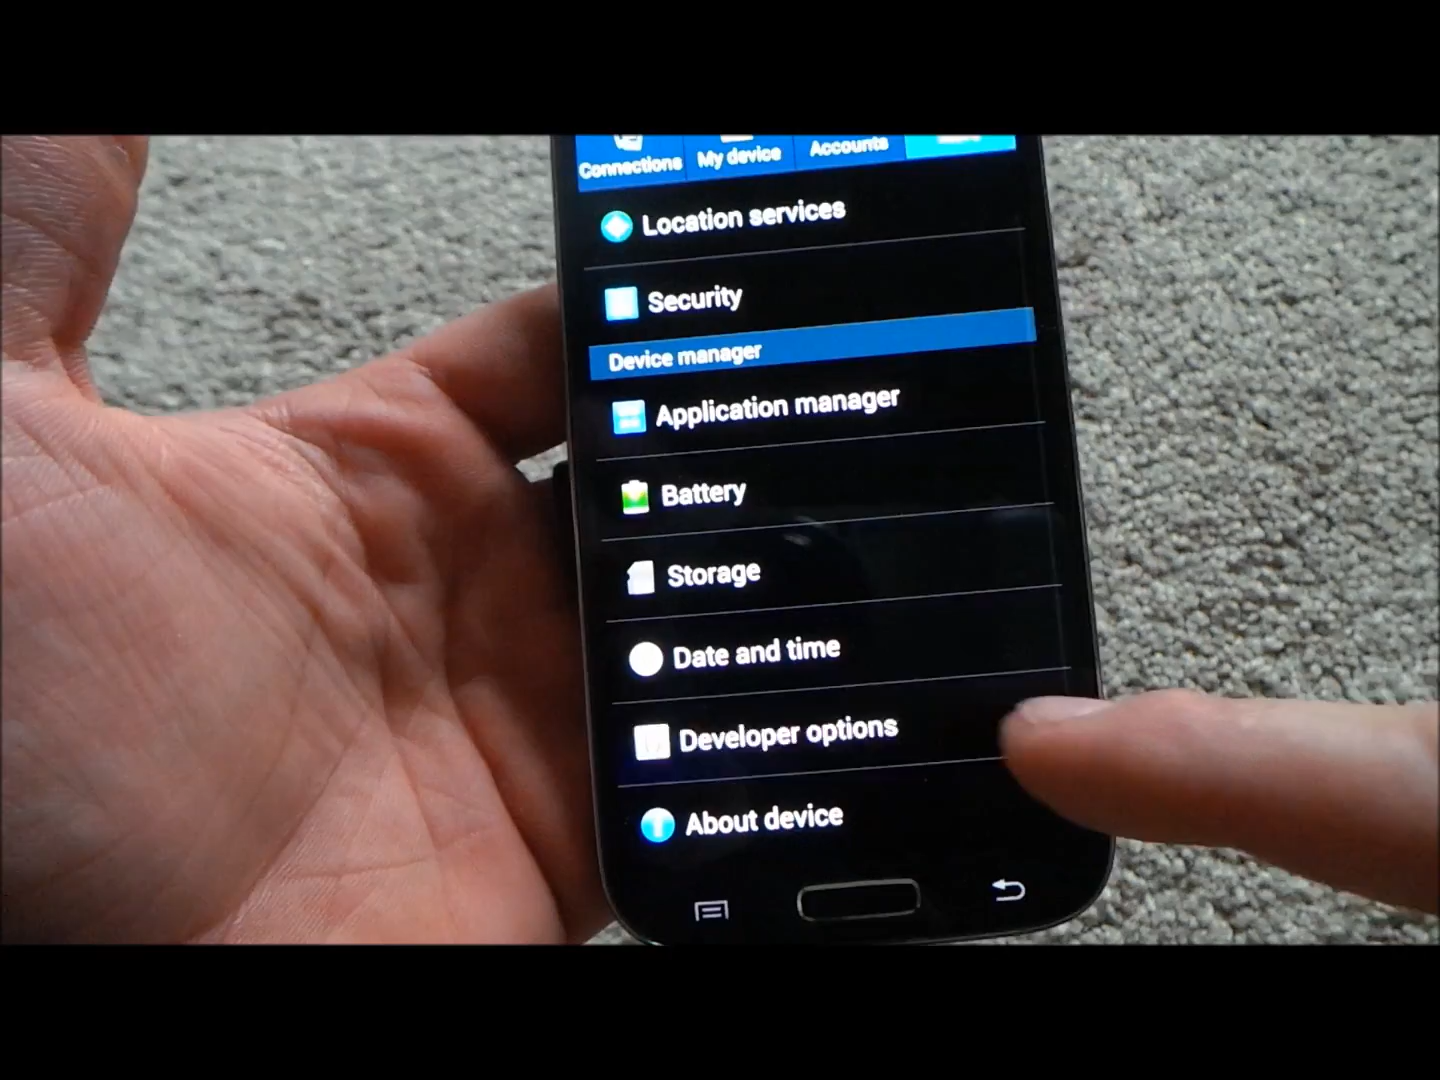 Connections
My device
Accounts
Location services
Security
Device manager
Application manager
Battery
Storage
Date and time
Developer options
About device